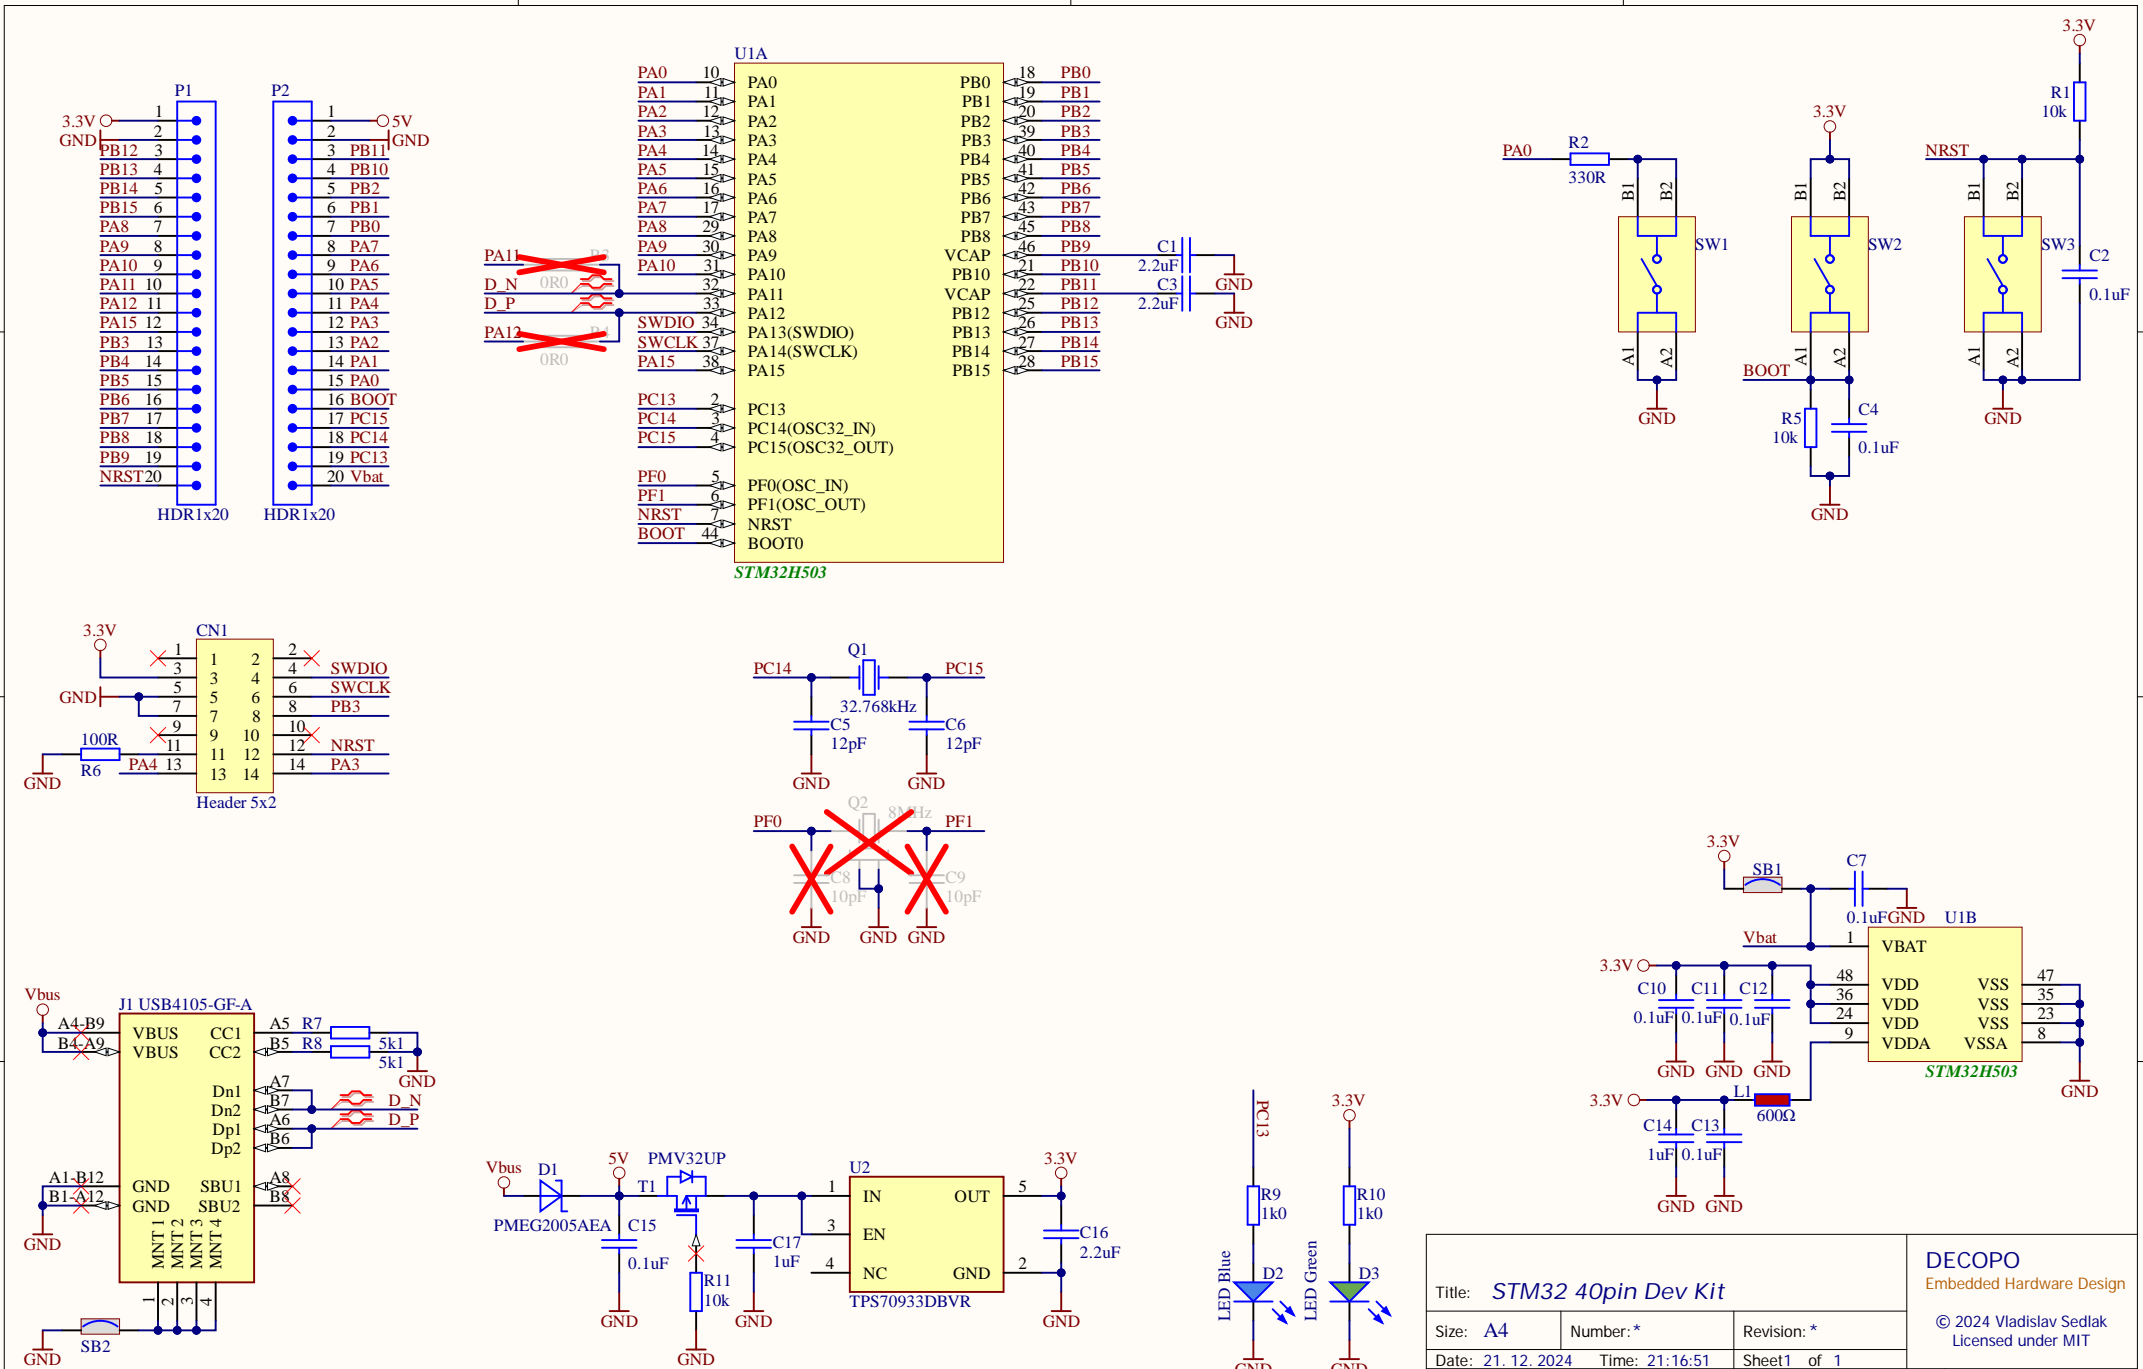 P1
3.3V 1
GND 2
PB12 3
PB13 4
PB14 5
PB15 6
PA8 7
PA9 8
PA10 9
PA11 10
PA12 11
PA15 12
PB3 13
PB4 14
PB5 15
PB6 16
PB7 17
PB8 18
PB9 19
NRST 20
HDR1x20
P2
1 5V
2 GND
3 PB11
4 PB10
5 PB2
6 PB1
7 PB0
8 PA7
9 PA6
10 PA5
11 PA4
12 PA3
13 PA2
14 PA1
15 PA0
16 BOOT
17 PC15
18 PC14
19 PC13
20 Vbat
HDR1x20
U1A
PA0 10 PA0
PA1 11 PA1
PA2 12 PA2
PA3 13 PA3
PA4 14 PA4
PA5 15 PA5
PA6 16 PA6
PA7 17 PA7
PA8 29 PA8
PA9 30 PA9
PA10 31 PA10
32 PA11
33 PA12
SWDIO 34 PA13(SWDIO)
SWCLK 37 PA14(SWCLK)
PA15 38 PA15
PC13 2 PC13
PC14 3 PC14(OSC32_IN)
PC15 4 PC15(OSC32_OUT)
PF0 5 PF0(OSC_IN)
PF1 6 PF1(OSC_OUT)
NRST 7 NRST
BOOT 44 BOOT0
PB0 18 PB0
PB1 19 PB1
PB2 20 PB2
PB3 39 PB3
PB4 40 PB4
PB5 41 PB5
PB6 42 PB6
PB7 43 PB7
PB8 45 PB8
VCAP 46 PB9
PB10 21 PB10
VCAP 22 PB11
PB12 25 PB12
PB13 26 PB13
PB14 27 PB14
PB15 28 PB15
STM32H503
PA11
0R0
D_N
D_P
PA12
0R0
C1
2.2uF
GND
C3
2.2uF
GND
PA0
R2
330R
B1
B2
SW1
A1
A2
GND
3.3V
B1
B2
SW2
A1
A2
BOOT
R5
10k
C4
0.1uF
GND
3.3V
R1
10k
NRST
B1
B2
SW3
A1
A2
GND
C2
0.1uF
CN1
3.3V
GND
1 1 2 2
3 3 4 4 SWDIO
5 5 6 6 SWCLK
7 7 8 8 PB3
9 9 10 10
11 11 12 12 NRST
PA4 13 13 14 14 PA3
100R
R6
GND
Header 5x2
Q1
PC14
PC15
32.768kHz
C5
12pF
C6
12pF
GND
GND
Q2
8MHz
PF0
PF1
C8
10pF
C9
10pF
GND
GND
GND
3.3V
SB1
C7
0.1uF
GND
U1B
Vbat 1 VBAT
3.3V
48 VDD VSS 47
36 VDD VSS 35
24 VDD VSS 23
9 VDDA VSSA 8
STM32H503
GND
C10
0.1uF
C11
0.1uF
C12
0.1uF
GND
GND
GND
3.3V
L1
600Ω
C14
1uF
C13
0.1uF
GND
GND
Vbus
J1 USB4105-GF-A
A4-B9 VBUS CC1 A5 R7
5k1
B4-A9 VBUS CC2 B5 R8
5k1
GND
Dn1 A7
Dn2 B7 D_N
Dp1 A6 D_P
Dp2 B6
A1-B12 GND SBU1 A8
B1-A12 GND SBU2 B8
GND
MNT1
MNT2
MNT3
MNT4
1
2
3
4
SB2
GND
Vbus
D1
PMEG2005AEA
5V
C15
0.1uF
GND
T1
PMV32UP
R11
10k
GND
C17
1uF
GND
U2
1 IN OUT 5
3 EN
4 NC GND 2
TPS70933DBVR
3.3V
C16
2.2uF
GND
PC13
R9
1k0
LED Blue
D2
GND
3.3V
R10
1k0
LED Green
D3
GND
Title: STM32 40pin Dev Kit
Size: A4 Number: * Revision: *
Date: 21. 12. 2024 Time: 21:16:51 Sheet1 of 1
DECOPO
Embedded Hardware Design
© 2024 Vladislav Sedlak
Licensed under MIT